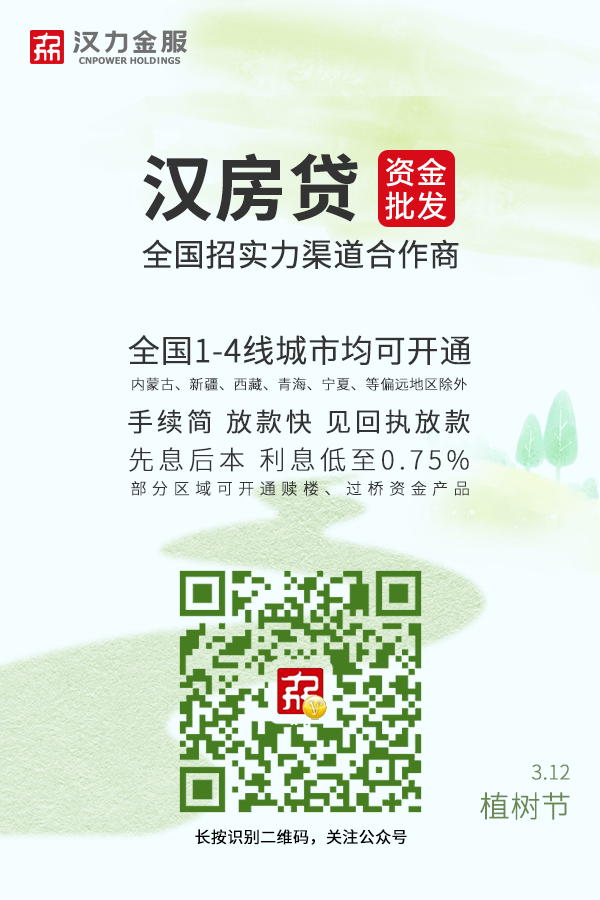 汉力金服
CNPOWER HOLDINGS
汉房贷
资金
批发
全国招实力渠道合作商
全国1-4线城市均可开通
内蒙古、新疆、西藏、青海、宁夏、等偏远地区除外
手续简 放款快 见回执放款
先息后本 利息低至0.75%
部分区域可开通赎楼、过桥资金产品
3.12
植树节
长按识别二维码，关注公众号